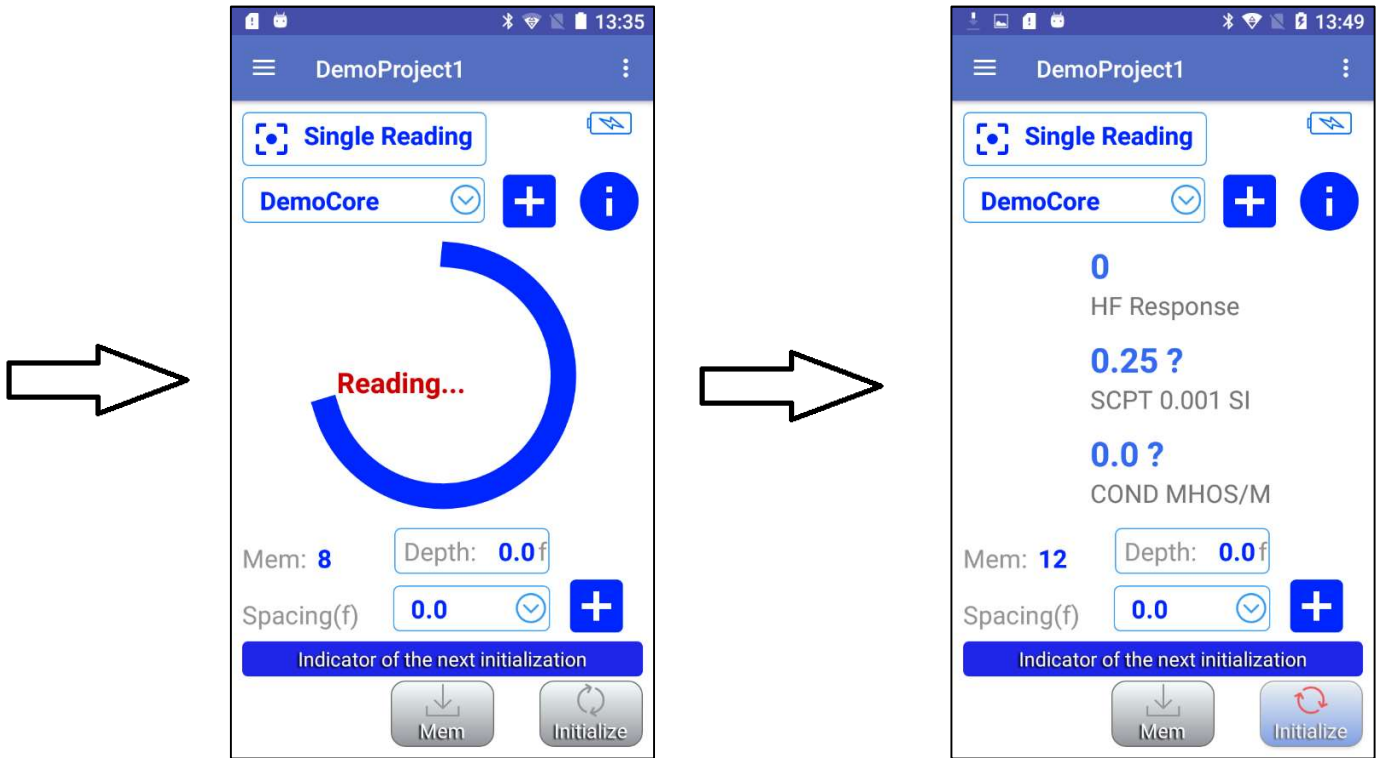 13:35
DemoProject1
Single Reading
DemoCore
Reading...
Mem: 8
Depth: 0.0 f
Spacing(f) 0.0
Indicator of the next initialization
Mem
Initialize
13:49
DemoProject1
Single Reading
DemoCore
0
HF Response
0.25 ?
SCPT 0.001 SI
0.0 ?
COND MHOS/M
Mem: 12
Depth: 0.0 f
Spacing(f) 0.0
Indicator of the next initialization
Mem
Initialize